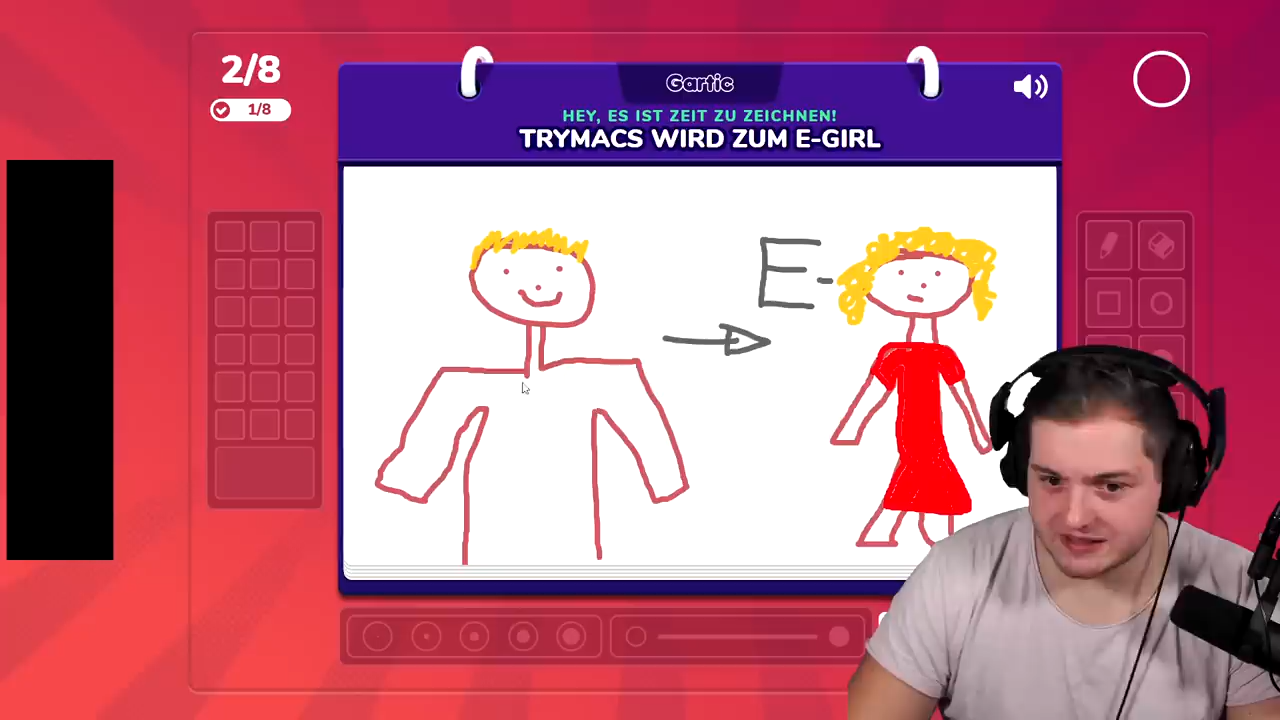 2/8
1/8
Gartic
HEY, ES IST ZEIT ZU ZEICHNEN!
TRYMACS WIRD ZUM E-GIRL
E-